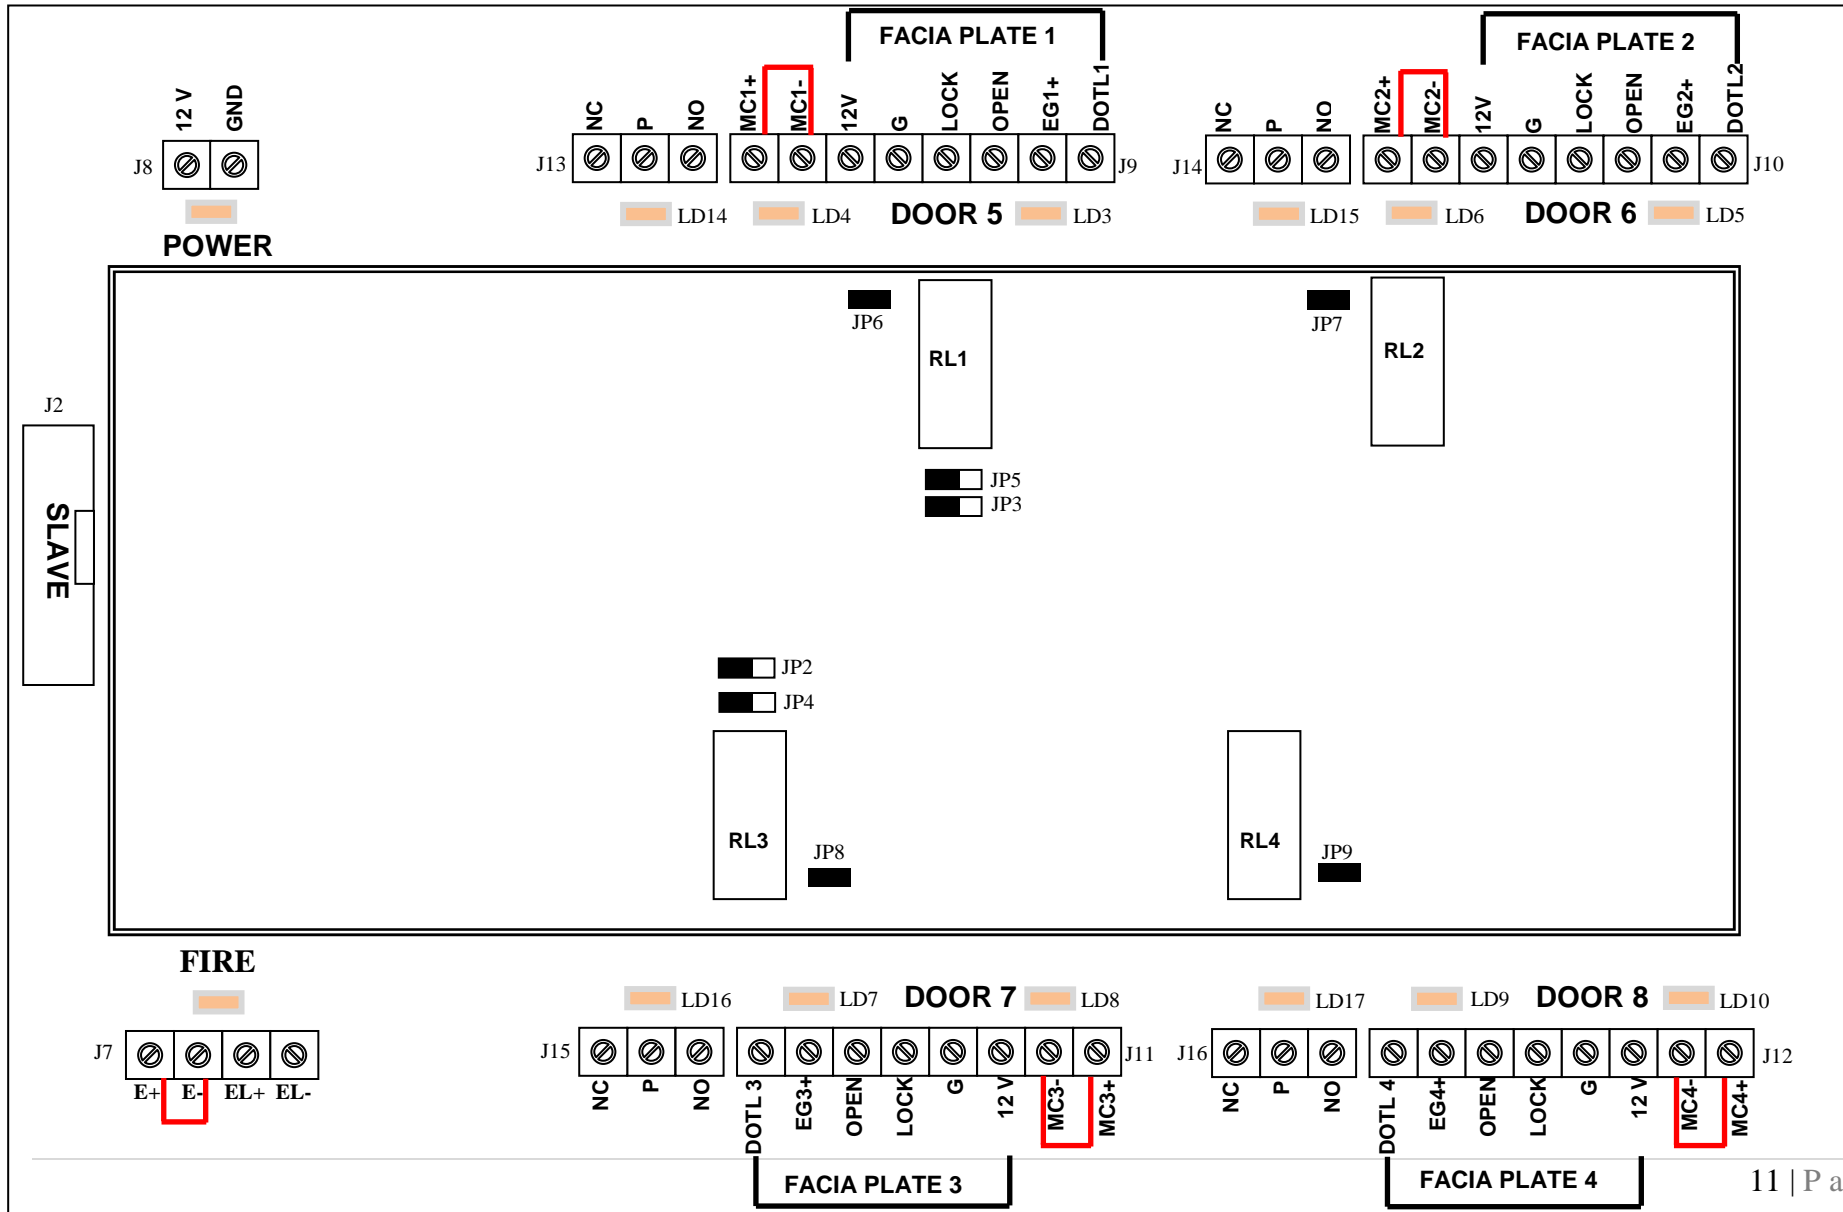 FACIA PLATE 1
FACIA PLATE 2
12 V
GND
NC
P
NO
MC1+
MC1-
12V
G
LOCK
OPEN
EG1+
DOTL1
NC
P
NO
MC2+
MC2-
12V
G
LOCK
OPEN
EG2+
DOTL2
J8
J13
J9
J14
J10
LD14
LD4
DOOR 5
LD3
LD15
LD6
DOOR 6
LD5
POWER
JP6
RL1
JP7
RL2
J2
SLAVE
JP5
JP3
JP2
JP4
RL3
JP8
RL4
JP9
FIRE
LD16
LD7
DOOR 7
LD8
LD17
LD9
DOOR 8
LD10
J7
J15
J11
J16
J12
E+
E-
EL+
EL-
NC
P
NO
DOTL 3
EG3+
OPEN
LOCK
G
12 V
MC3-
MC3+
NC
P
NO
DOTL 4
EG4+
OPEN
LOCK
G
12 V
MC4-
MC4+
FACIA PLATE 3
FACIA PLATE 4
11 | P a